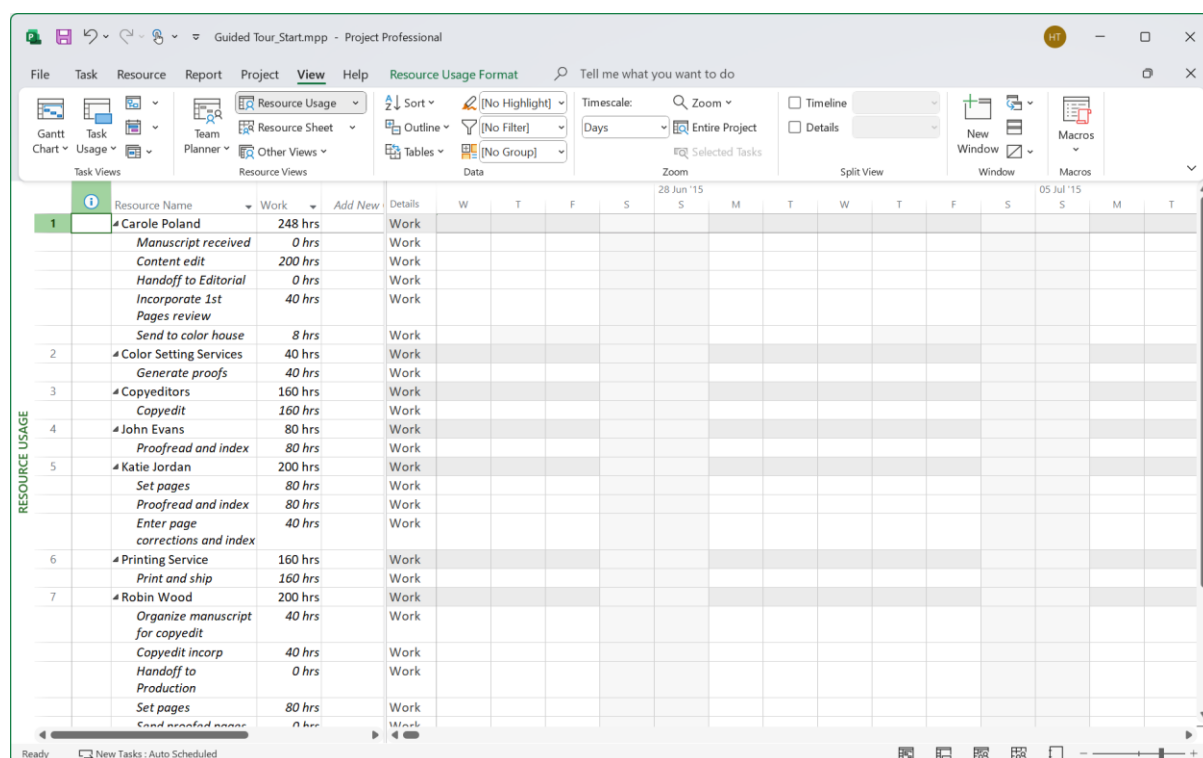 Guided Tour_Start.mpp - Project Professional
HT
File Task Resource Report Project View Help Resource Usage Format Tell me what you want to do
Gantt Chart
Task Usage
Task Views
Team Planner
Resource Usage
Resource Sheet
Other Views
Resource Views
Sort
Outline
Tables
[No Highlight]
[No Filter]
[No Group]
Data
Timescale:
Days
Zoom
Entire Project
Selected Tasks
Zoom
Timeline
Details
Split View
New Window
Window
Macros
Macros
28 Jun '15 05 Jul '15
Resource Name Work Add New Details W T F S S M T W T F S S M T
1 Carole Poland 248 hrs Work
Manuscript received 0 hrs Work
Content edit 200 hrs Work
Handoff to Editorial 0 hrs Work
Incorporate 1st 40 hrs Work
Pages review
Send to color house 8 hrs Work
2 Color Setting Services 40 hrs Work
Generate proofs 40 hrs Work
3 Copyeditors 160 hrs Work
Copyedit 160 hrs Work
4 John Evans 80 hrs Work
Proofread and index 80 hrs Work
5 Katie Jordan 200 hrs Work
Set pages 80 hrs Work
Proofread and index 80 hrs Work
Enter page 40 hrs Work
corrections and index
6 Printing Service 160 hrs Work
Print and ship 160 hrs Work
7 Robin Wood 200 hrs Work
Organize manuscript 40 hrs Work
for copyedit
Copyedit incorp 40 hrs Work
Handoff to 0 hrs Work
Production
Set pages 80 hrs Work
Send proofed pages 0 hrs Work
RESOURCE USAGE
Ready New Tasks : Auto Scheduled